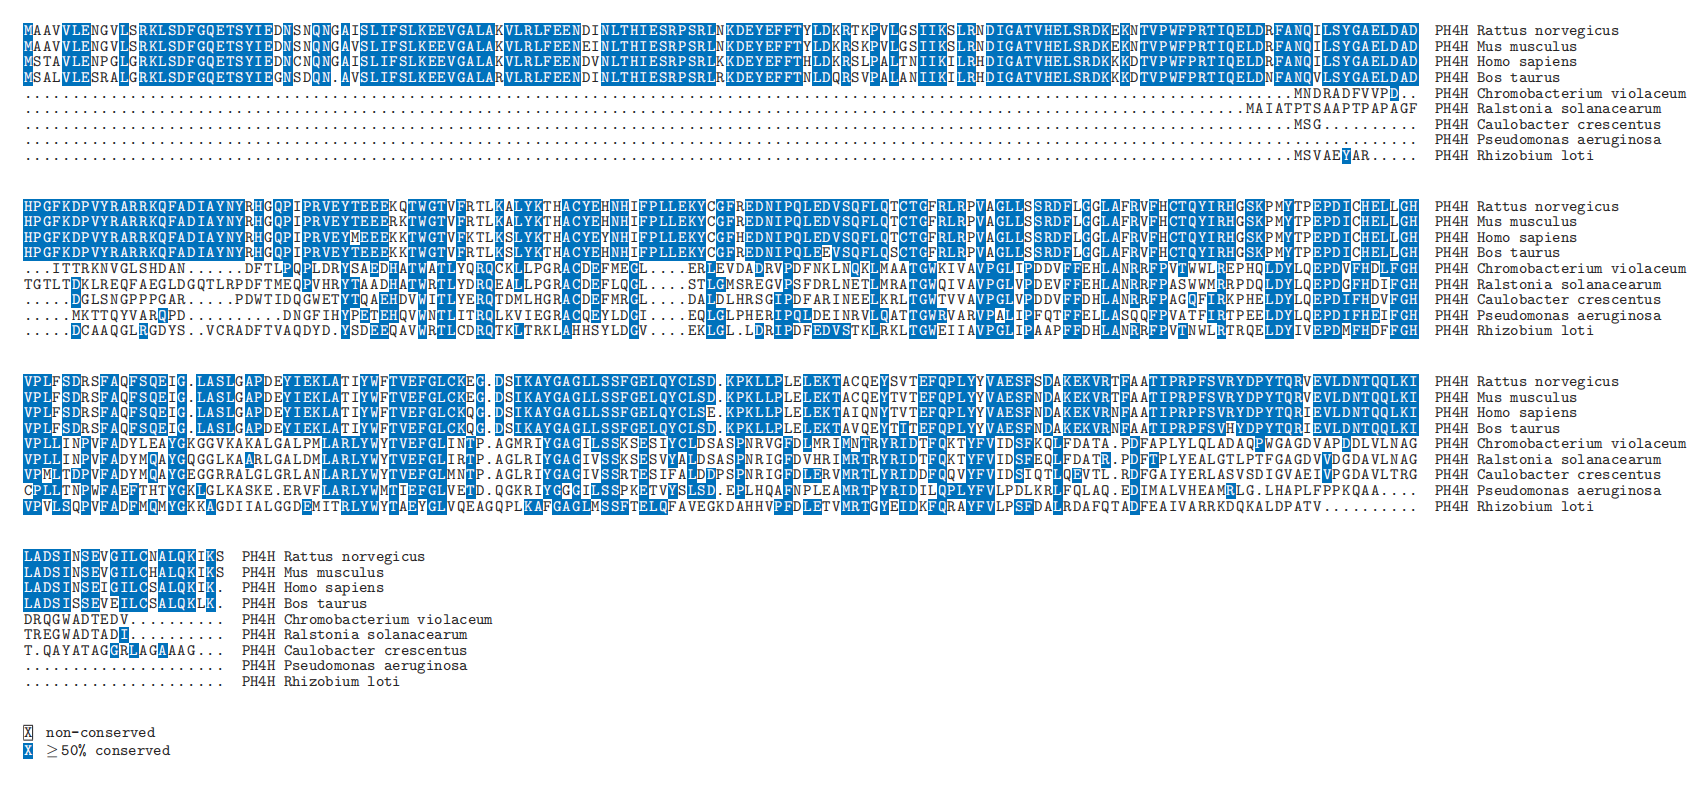 MAAVVLENGVLSRKLSDFGQETSYIEDNSNQNGAISLIFSLKEEVGALAKVLRLFEENDINLTHIESRPSRLNKDEYEFFTYLDKRTKPVLGSIIKSLRNDIGATVHELSRDKEKNTVPWFPRTIQELDRFANQILSYGAELDAD PH4H Rattus norvegicus
MAAVVLENGVLSRKLSDFGQETSYIEDNSNQNGAVSLIFSLKEEVGALAKVLRLFEENEINLTHIESRPSRLNKDEYEFFTYLDKRSKPVLGSIIKSLRNDIGATVHELSRDKEKNTVPWFPRTIQELDRFANQILSYGAELDAD PH4H Mus musculus
MSTAVLENPGLGRKLSDFGQETSYIEDNCNQNGAISLIFSLKEEVGALAKVLRLFEENDVNLTHIESRPSRLKKDEYEFFTHLDKRSLPALTNIIKILRHDIGATVHELSRDKKKDTVPWFPRTIQELDRFANQILSYGAELDAD PH4H Homo sapiens
MSALVLESRALGRKLSDFGQETSYIEGNSDQN.AVSLIFSLKEEVGALARVLRLFEENDINLTHIESRPSRLRKDEYEFFTNLDQRSVPALANIIKILRHDIGATVHELSRDKKKDTVPWFPRTIQELDNFANQVLSYGAELDAD PH4H Bos taurus
....................................................................................................................................MNDRADFVVPD.. PH4H Chromobacterium violaceum
...............................................................................................................................MAIATPTSAAPTPAPAGF PH4H Ralstonia solanacearum
....................................................................................................................................MSG.......... PH4H Caulobacter crescentus
................................................................................................................................................. PH4H Pseudomonas aeruginosa
....................................................................................................................................MSVAEYAR..... PH4H Rhizobium loti
HPGFKDPVYRARRKQFADIAYNYRHGQPIPRVEYTEEEKQTWGTVFRTLKALYKTHACYEHNHIFPLLEKYCGFREDNIPQLEDVSQFLQTCTGFRLRPVAGLLSSRDFLGGLAFRVFHCTQYIRHGSKPMYTPEPDICHELLGH PH4H Rattus norvegicus
HPGFKDPVYRARRKQFADIAYNYRHGQPIPRVEYTEEERKTWGTVFRTLKALYKTHACYEHNHIFPLLEKYCGFREDNIPQLEDVSQFLQTCTGFRLRPVAGLLSSRDFLGGLAFRVFHCTQYIRHGSKPMYTPEPDICHELLGH PH4H Mus musculus
HPGFKDPVYRARRKQFADIAYNYRHGQPIPRVEYMEEEKKTWGTVFKTLKSLYKTHACYEYNHIFPLLEKYCGFHEDNIPQLEDVSQFLQTCTGFRLRPVAGLLSSRDFLGGLAFRVFHCTQYIRHGSKPMYTPEPDICHELLGH PH4H Homo sapiens
HPGFKDPVYRARRKQFADIAYNYRHGQPIPRVEYTEEEKKTWGTVFRTLKSLYKTHACYEHNHIFPLLEKYCGFREDNIPQLEEVSQFLQSCTGFRLRPVAGLLSSRDFLGGLAFRVFHCTQYIRHGSKPMYTPEPDICHELLGH PH4H Bos taurus
...ITTRKNVGLSHDAN......DFTLPQPLDRYSAEDHATWATLYQRQCKLLPGRACDEFMEGL....ERLEVDADRVPDFNKLNQKLMAATGWKIVAVPGLIPDDVFFEHLANRRFPVTWWLREPHQLDYLQEPDVFHDLFGH PH4H Chromobacterium violaceum
TGTLTDKLREQFAEGLDGQTLRPDFTMEQPVHRYTAADHATWRTLYDRQEALLPGRACDEFLQGL....STLGMSREGVPSFDRLNETLMRATGWQIVAVPGLVPDEVFFEHLANRRFPASWWMRRPDQLDYLQEPDGFHDIFGH PH4H Ralstonia solanacearum
.....DGLSNGPPPGAR.....PDWTIDQGWETYTQAEHDVWITLYERQTDMLHGRACDEFMRGL....DALDLHRSGIPDFARINEELKRLTGWTVVAVPGLVPDDVFFDHLANRRFPAGQFIRKPHELDYLQEPDIFHDVFGH PH4H Caulobacter crescentus
.....MKTTQYVARQPD..........DNGFIHYPETEHQVWNTLITRQLKVIEGRACQEYLDGI....EQLGLPHERIPQLDEINRVLQATTGWRVARVPALIPFQTFFELLASQQFPVATFIRTPEELDYLQEPDIFHEIFGH PH4H Pseudomonas aeruginosa
.....DCAAQGLRGDYS..VCRADFTVAQDYD.YSDEEQAVWRTLCDRQTKLTRKLAHHSYLDGV....EKLGL.LDRIPDFEDVSTKLRKLTGWEIIAVPGLIPAAPFFDHLANRRFPVTNWLRTRQELDYIVEPDMFHDFFGH PH4H Rhizobium loti
VPLFSDRSFAQFSQEIG.LASLGAPDEYIEKLATIYWFTVEFGLCKEG.DSIKAYGAGLLSSFGELQYCLSD.KPKLLPLELEKTACQEYSVTEFQPLYYVAESFSDAKEKVRTFAATIPRPFSVRYDPYTQRVEVLDNTQQLKI PH4H Rattus norvegicus
VPLFSDRSFAQFSQEIG.LASLGAPDEYIEKLATIYWFTVEFGLCKEG.DSIKAYGAGLLSSFGELQYCLSD.KPKLLPLELEKTACQEYTVTEFQPLYYVAESFNDAKEKVRTFAATIPRPFSVRYDPYTQRVEVLDNTQQLKI PH4H Mus musculus
VPLFSDRSFAQFSQEIG.LASLGAPDEYIEKLATIYWFTVEFGLCKQG.DSIKAYGAGLLSSFGELQYCLSE.KPKLLPLELEKTAIQNYTVTEFQPLYYVAESFNDAKEKVRNFAATIPRPFSVRYDPYTQRIEVLDNTQQLKI PH4H Homo sapiens
VPLFSDRSFAQFSQEIG.LASLGAPDEYIEKLATIYWFTVEFGLCKQG.DSIKAYGAGLLSSFGELQYCLSD.KPKLLPLELEKTAVQEYTITEFQPLYYVAESFNDAKEKVRNFAATIPRPFSVHYDPYTQRIEVLDNTQQLKI PH4H Bos taurus
VPLLINPVFADYLEAYGKGGVKAKALGALPMLARLYWYTVEFGLINTP.AGMRIYGAGILSSKSESIYCLDSASPNRVGFDLMRIMNTRYRIDTFQKTYFVIDSFKQLFDATA.PDFAPLYLQLADAQPWGAGDVAPDDLVLNAG PH4H Chromobacterium violaceum
VPLLINPVFADYMQAYGQGGLKAARLGALDMLARLYWYTVEFGLIRTP.AGLRIYGAGIVSSKSESVYALDSASPNRIGFDVHRIMRTRYRIDTFQKTYFVIDSFEQLFDATR.PDFTPLYEALGTLPTFGAGDVVDGDAVLNAG PH4H Ralstonia solanacearum
VPMLTDPVFADYMQAYGEGGRRALGLGRLANLARLYWYTVEFGLMNTP.AGLRIYGAGIVSSRTESIFALDDPSPNRIGFDLERVMRTLYRIDDFQQVYFVIDSIQTLQEVTL.RDFGAIYERLASVSDIGVAEIVPGDAVLTRG PH4H Caulobacter crescentus
CPLLTNPWFAEFTHTYGKLGLKASKE.ERVFLARLYWMTIEFGLVETD.QGKRIYGGGILSSPKETVYSLSD.EPLHQAFNPLEAMRTPYRIDILQPLYFVLPDLKRLFQLAQ.EDIMALVHEAMRLG.LHAPLFPPKQAA.... PH4H Pseudomonas aeruginosa
VPVLSQPVFADFMQMYGKKAGDIIALGGDEMITRLYWYTAEYGLVQEAGQPLKAFGAGLMSSFTELQFAVEGKDAHHVPFDLETVMRTGYEIDKFQRAYFVLPSFDALRDAFQTADFEAIVARRKDQKALDPATV.......... PH4H Rhizobium loti
LADSINSEVGILCNALQKIKS PH4H Rattus norvegicus
LADSINSEVGILCHALQKIKS PH4H Mus musculus
LADSINSEIGILCSALQKIK. PH4H Homo sapiens
LADSISSEVEILCSALQKLK. PH4H Bos taurus
DRQGWADTEDV.......... PH4H Chromobacterium violaceum
TREGWADTADI.......... PH4H Ralstonia solanacearum
T.QAYATAGGRLAGAAAG... PH4H Caulobacter crescentus
..................... PH4H Pseudomonas aeruginosa
..................... PH4H Rhizobium loti
X non-conserved
X ≥50% conserved